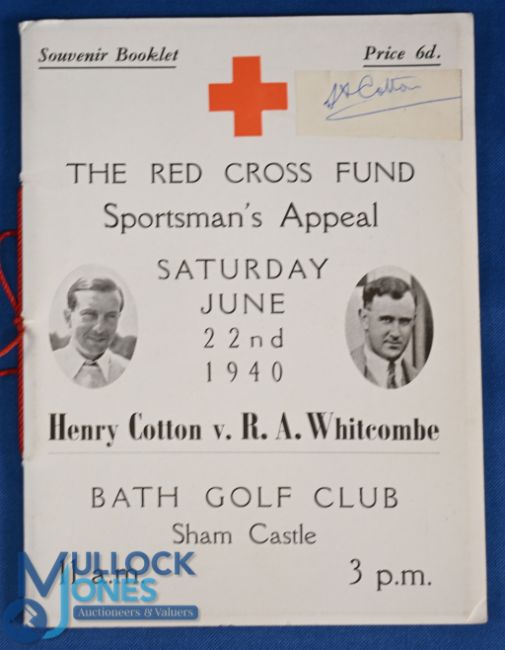 Souvenir Booklet
Price 6d.
THE RED CROSS FUND
Sportsman's Appeal
SATURDAY
JUNE
22nd
1940
Henry Cotton v. R. A. Whitcombe
BATH GOLF CLUB
Sham Castle
11 a.m. 3 p.m.
MULLOCK
JONES
Auctioneers & Valuers